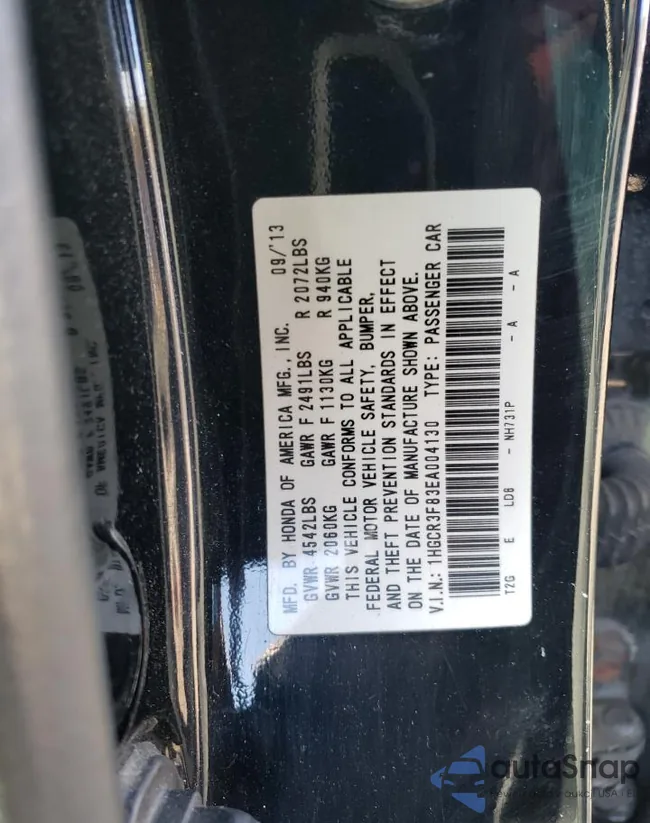 MFD. BY HONDA OF AMERICA MFG., INC. 09/'13
GVWR 4542LBS GAWR F 2491LBS R 2072LBS
GVWR 2060KG GAWR F 1130KG R 940KG
THIS VEHICLE CONFORMS TO ALL APPLICABLE
FEDERAL MOTOR VEHICLE SAFETY, BUMPER,
AND THEFT PREVENTION STANDARDS IN EFFECT
ON THE DATE OF MANUFACTURE SHOWN ABOVE.
V.I.N.: 1HGCR3F83EA004130 TYPE: PASSENGER CAR
T2G E LD8 - NH731P - A - A
autaSnap